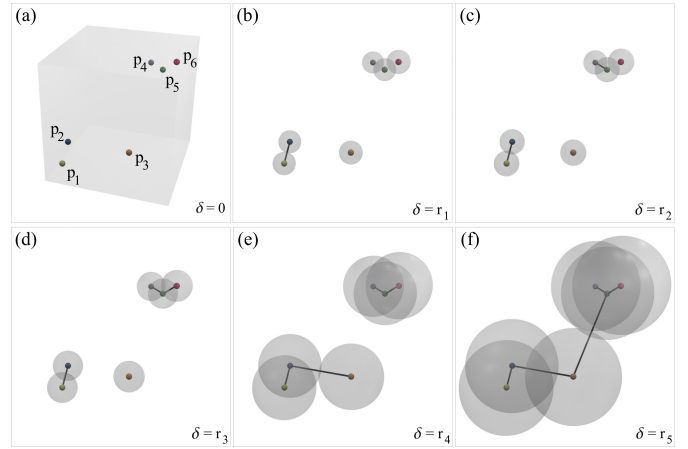 (a)
p4 p6
p5
p2
p3
p1
δ = 0
(b)
δ = r1
(c)
δ = r2
(d)
δ = r3
(e)
δ = r4
(f)
δ = r5